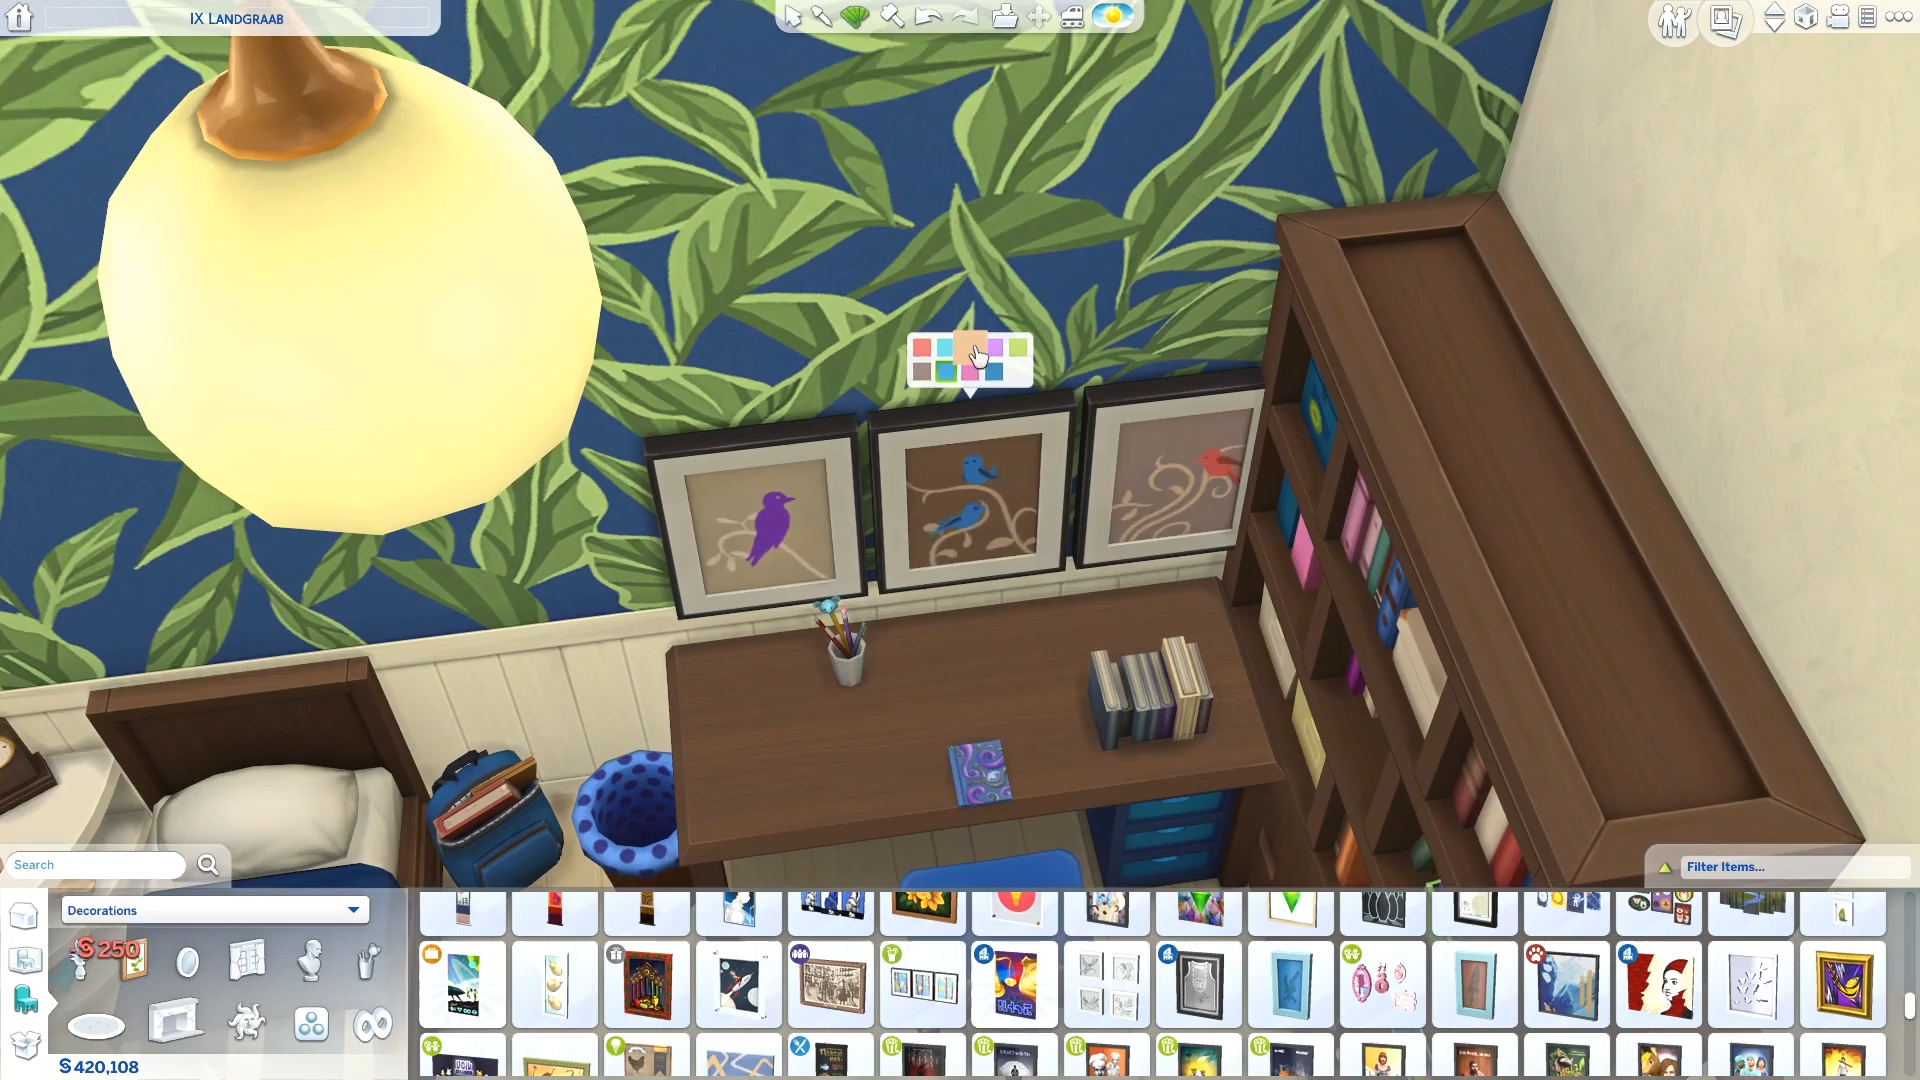 IX LANDGRAAB
Search
Filter Items...
Decorations
-§250
§420,108